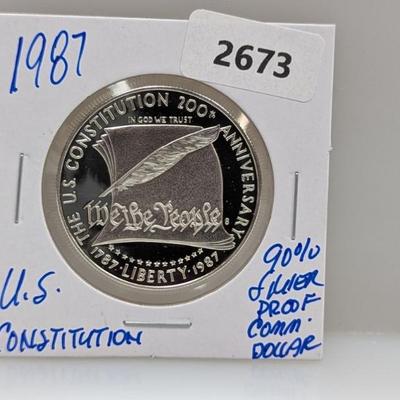 1987
2673
THE U.S. CONSTITUTION 200TH ANNIVERSARY
IN GOD WE TRUST
We the People
1787 · LIBERTY · 1987
U.S.
CONSTITUTION
90%
SILVER
PROOF
COMM.
DOLLAR